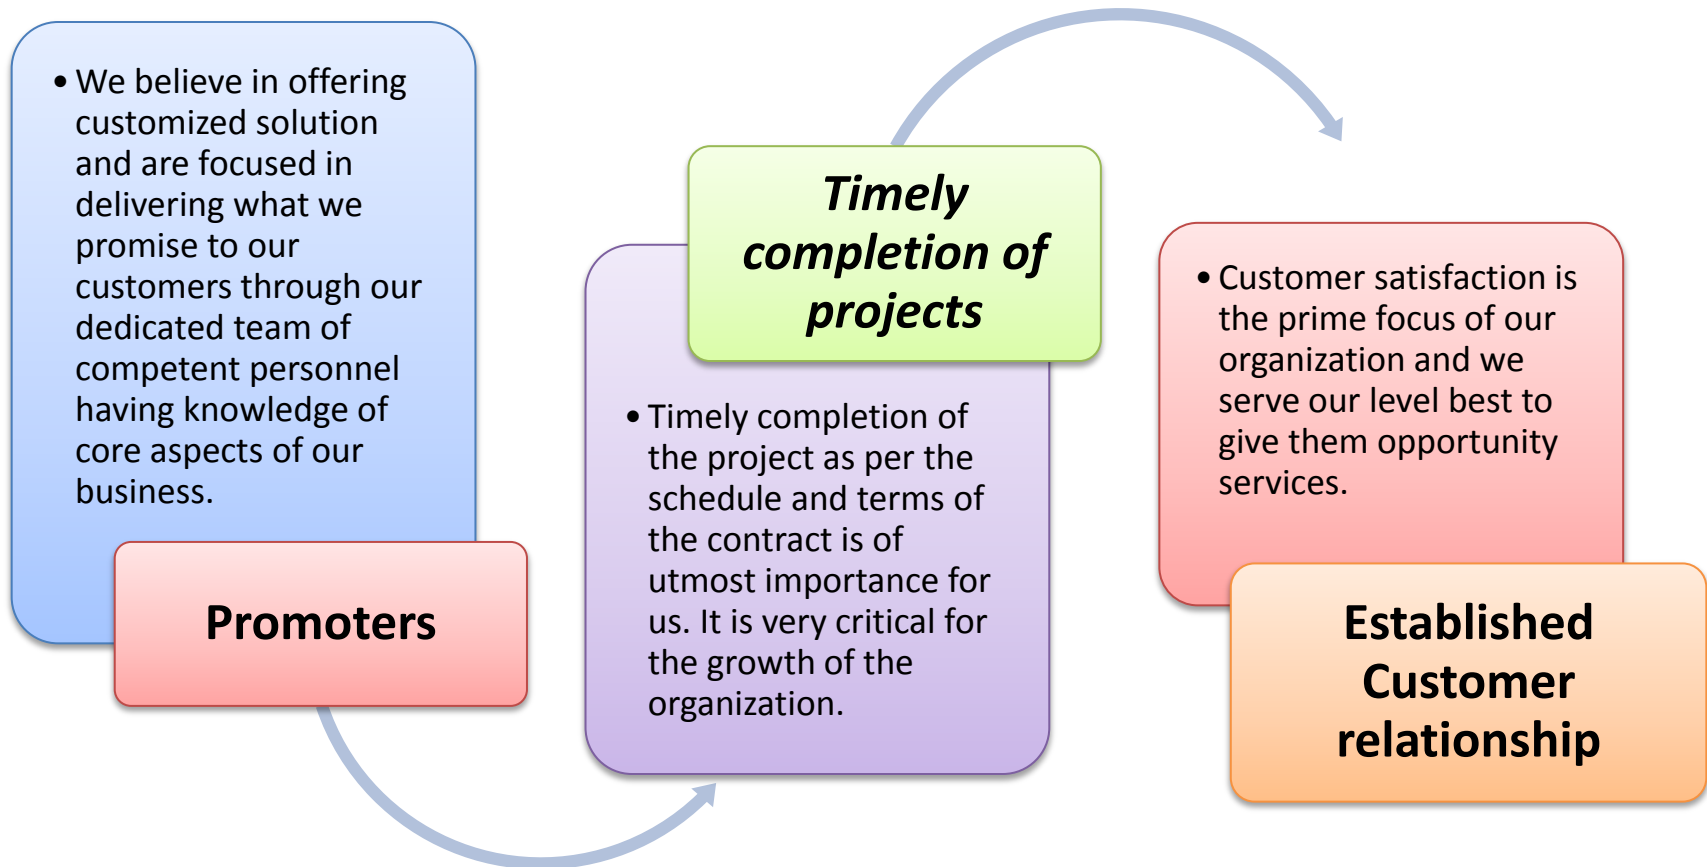 • We believe in offering
customized solution
and are focused in
delivering what we
promise to our
customers through our
dedicated team of
competent personnel
having knowledge of
core aspects of our
business.
Promoters
Timely
completion of
projects
• Timely completion of
the project as per the
schedule and terms of
the contract is of
utmost importance for
us. It is very critical for
the growth of the
organization.
• Customer satisfaction is
the prime focus of our
organization and we
serve our level best to
give them opportunity
services.
Established
Customer
relationship